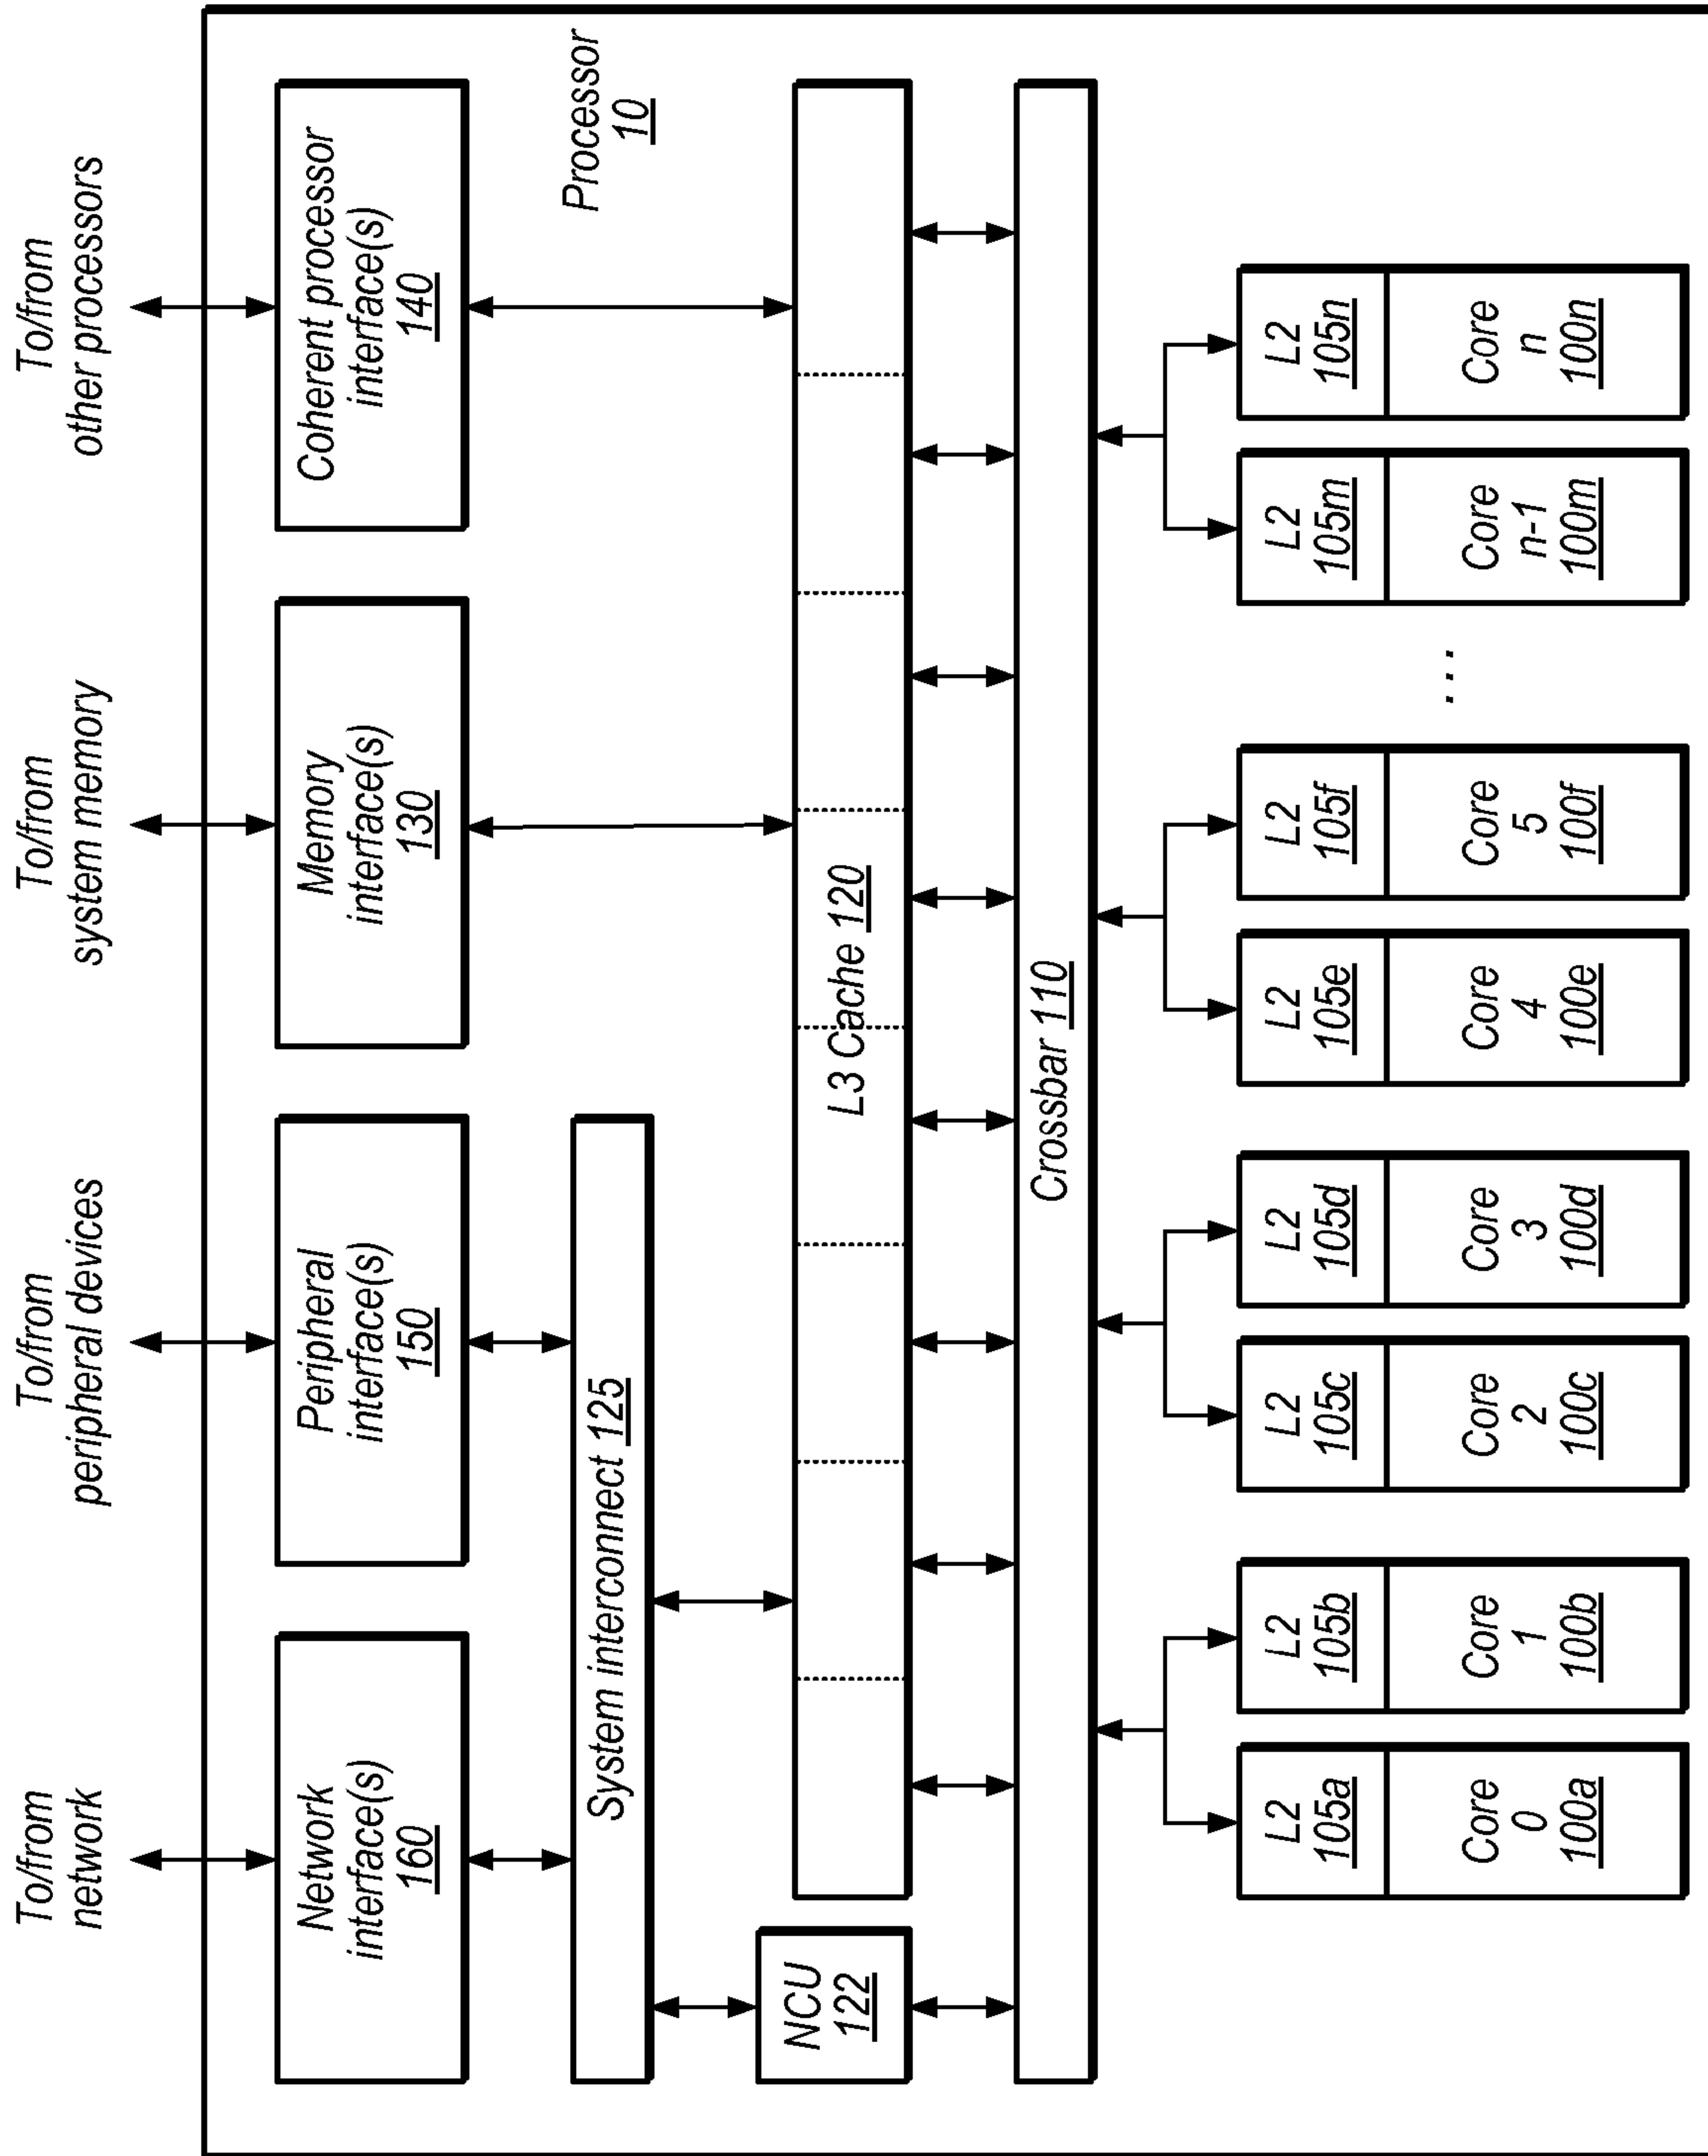 To/from
network
To/from
peripheral devices
To/from
system memory
To/from
other processors
Network
interface(s)
160
Peripheral
interface(s)
150
Memory
interface(s)
130
Coherent processor
interface(s)
140
System interconnect 125
Processor
10
NCU
122
L3 Cache 120
Crossbar 110
L2
105a
Core
0
100a
L2
105b
Core
1
100b
L2
105c
Core
2
100c
L2
105d
Core
3
100d
L2
105e
Core
4
100e
L2
105f
Core
5
100f
...
L2
105m
Core
n-1
100m
L2
105n
Core
n
100n